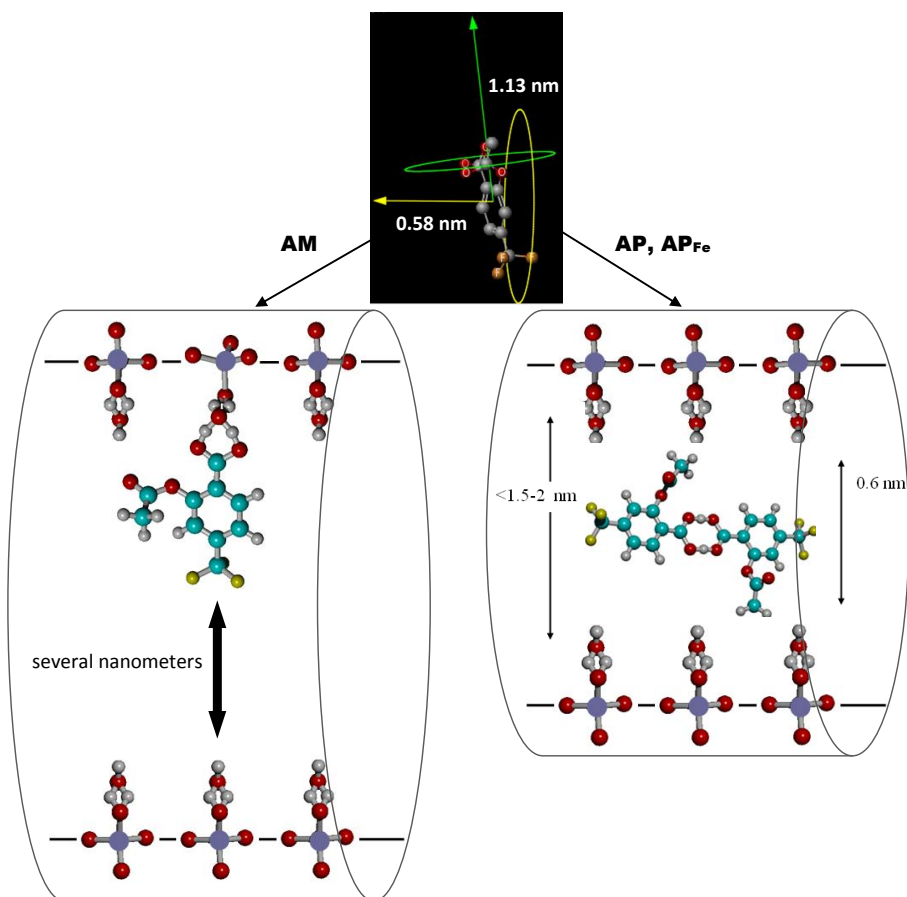 1.13 nm
O
O
O
O
0.58 nm
F
F
F
AM
AP, APFe
<1.5-2 nm
0.6 nm
several nanometers